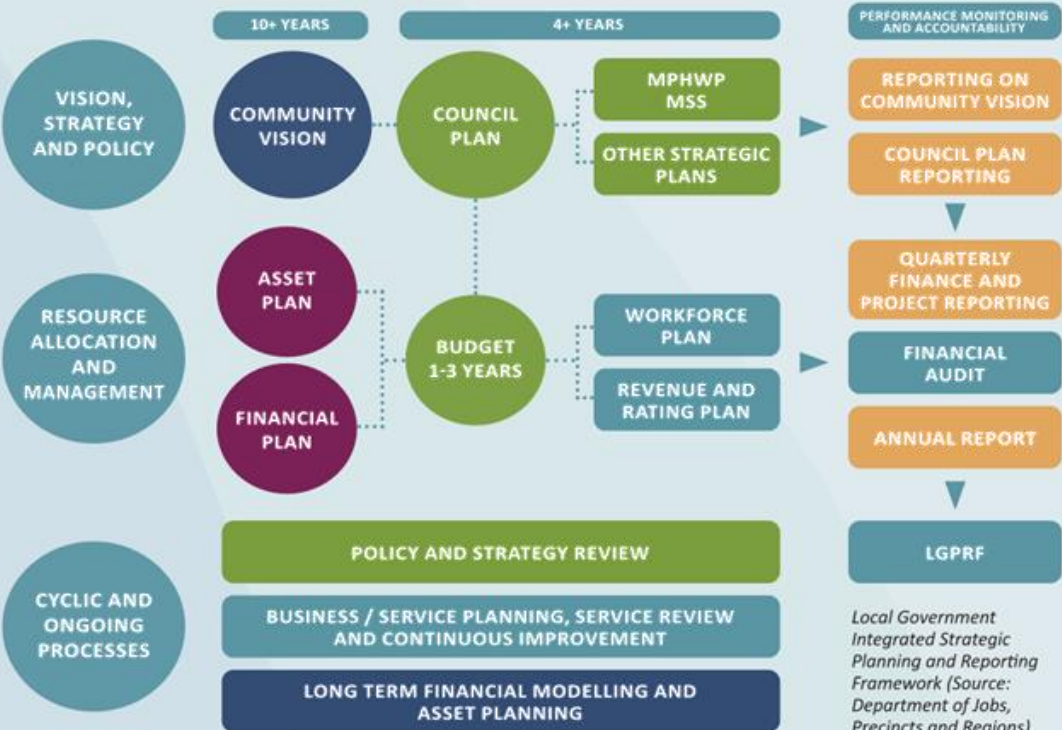 10+ YEARS
4+ YEARS
PERFORMANCE MONITORING
AND ACCOUNTABILITY
VISION,
STRATEGY
AND POLICY
COMMUNITY
VISION
COUNCIL
PLAN
MPHWP
MSS
OTHER STRATEGIC
PLANS
REPORTING ON
COMMUNITY VISION
COUNCIL PLAN
REPORTING
RESOURCE
ALLOCATION
AND
MANAGEMENT
ASSET
PLAN
FINANCIAL
PLAN
BUDGET
1-3 YEARS
WORKFORCE
PLAN
REVENUE AND
RATING PLAN
QUARTERLY
FINANCE AND
PROJECT REPORTING
FINANCIAL
AUDIT
ANNUAL REPORT
CYCLIC AND
ONGOING
PROCESSES
POLICY AND STRATEGY REVIEW
BUSINESS / SERVICE PLANNING, SERVICE REVIEW
AND CONTINUOUS IMPROVEMENT
LONG TERM FINANCIAL MODELLING AND
ASSET PLANNING
LGPRF
Local Government
Integrated Strategic
Planning and Reporting
Framework (Source:
Department of Jobs,
Precincts and Regions)